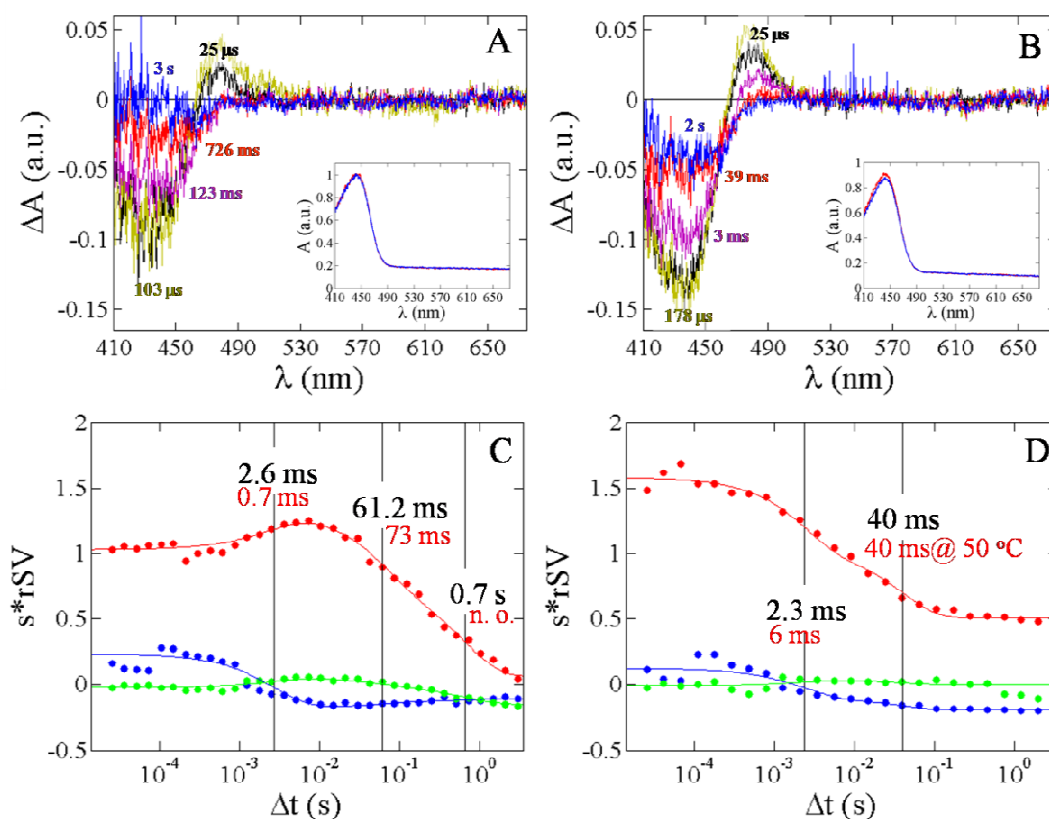 A
0.05
0
-0.05
-0.1
-0.15
ΔA (a.u.)
25 µs
3 s
726 ms
123 ms
103 µs
A (a.u.)
1
0.8
0.6
0.4
0.2
0
410 450 490 530 570 610 650
λ (nm)
410 450 490 530 570 610 650
λ (nm)
B
0.05
0
-0.05
-0.1
-0.15
ΔA (a.u.)
25 µs
2 s
39 ms
3 ms
178 µs
A (a.u.)
1
0.8
0.6
0.4
0.2
0
410 450 490 530 570 610 650
λ (nm)
410 450 490 530 570 610 650
λ (nm)
C
2
1.5
1
0.5
0
-0.5
s*rSV
2.6 ms
0.7 ms
61.2 ms
73 ms
0.7 s
n. o.
10⁻⁴ 10⁻³ 10⁻² 10⁻¹ 10⁰
Δt (s)
D
2
1.5
1
0.5
0
-0.5
s*rSV
40 ms
40 ms@ 50 °C
2.3 ms
6 ms
10⁻⁴ 10⁻³ 10⁻² 10⁻¹ 10⁰
Δt (s)